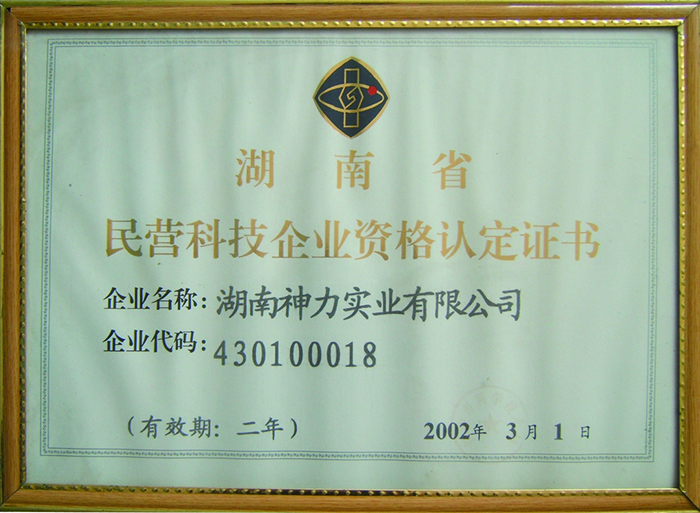 湖南省
民营科技企业资格认定证书
企业名称：湖南神力实业有限公司
企业代码：430100018
（有效期：二年） 2002年 3月1日